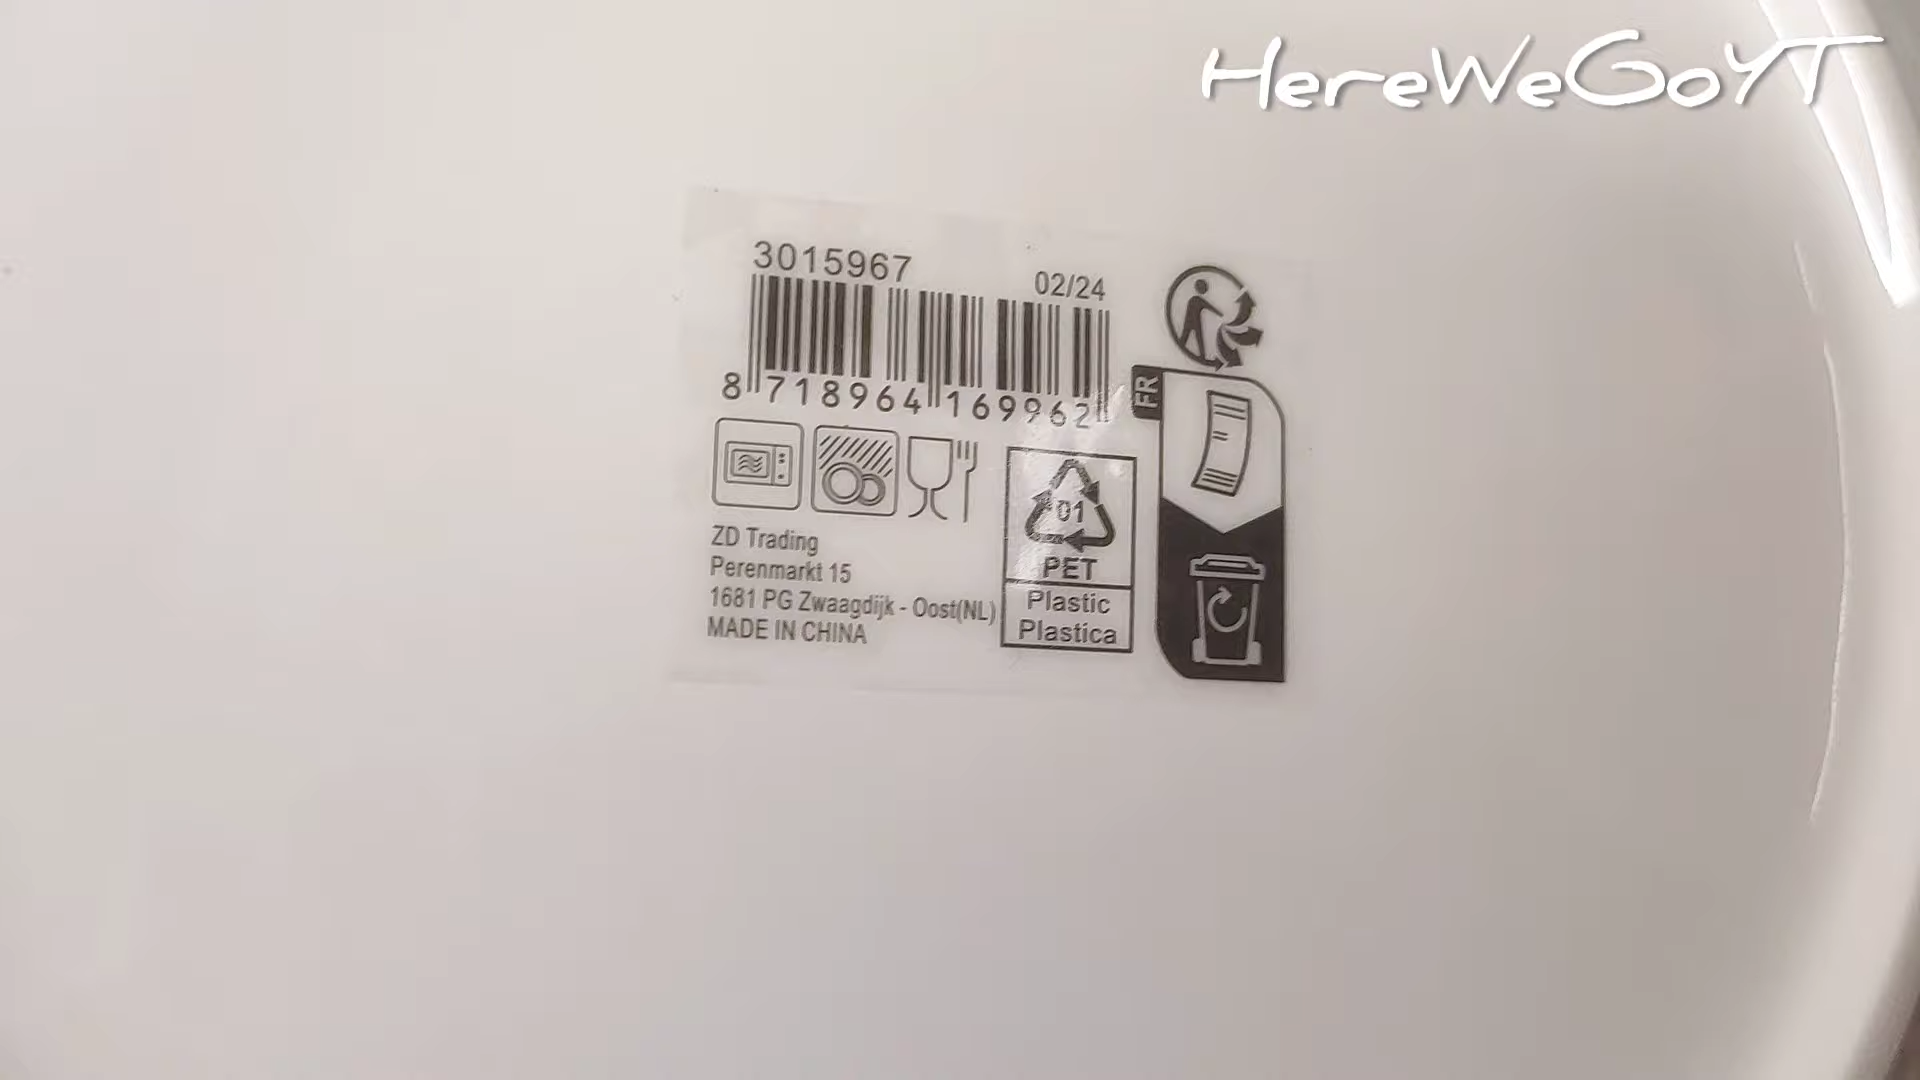 HereWeGoYT
3015967
02/24
8 718964 169962
FR
01
PET
Plastic
Plastica
ZD Trading
Perenmarkt 15
1681 PG Zwaagdijk - Oost(NL)
MADE IN CHINA